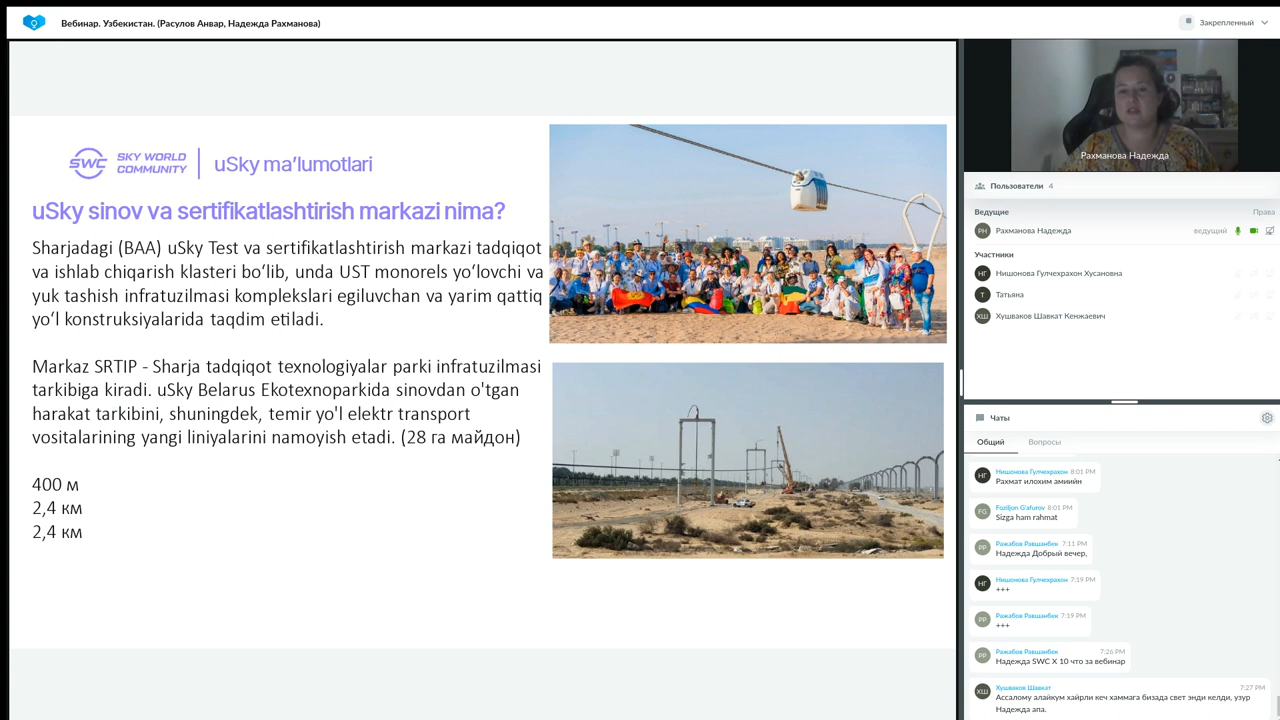 Вебинар. Узбекистан. (Расулов Анвар, Надежда Рахманова)
Закрепленный
SWC SKY WORLD COMMUNITY
uSky ma'lumotlari
uSky sinov va sertifikatlashtirish markazi nima?
Sharjadagi (BAA) uSky Test va sertifikatlashtirish markazi taqiqot
va ishlab chiqarish klasteri bo'lib, unda UST monorels yo'lovchi va
yuk tashish infratuzilmasi komplekslari egiluvchan va yarim qattiq
yo'l konstruksiyalarida taqdim etiladi.
Markaz SRTIP - Sharja tadqiqot texnologiyalar parki infratuzilmasi
tarkibiga kiradi. uSky Belarus Ekotexnoparkida sinovdan o'tgan
harakat tarkibini, shuningdek, temir yo'l elektr transport
vositalarining yangi liniyalarini namoyish etadi. (28 га майдон)
400 м
2,4 км
2,4 км
Рахманова Надежда
Пользователи 4
Ведущие Права
РН Рахманова Надежда ведущий
Участники
НГ Нишонова Гулчехрахон Хусановна
Т Татьяна
ХШ Хушваков Шавкат Кенжаевич
Чаты
Общий Вопросы
НГ Нишонова Гулчехрахон 8:01 PM
Рахмат илохим амиийн
FG Foziljon G'afurov 8:01 PM
Sizga ham rahmat
РР Ражабов Равшанбек 7:11 PM
Надежда Добрый вечер,
НГ Нишонова Гулчехрахон 7:19 PM
+++
РР Ражабов Равшанбек 7:19 PM
+++
РР Ражабов Равшанбек 7:26 PM
Надежда SWC X 10 что за вебинар
ХШ Хушваков Шавкат 7:27 PM
Ассалому алайкум хайрли кеч хаммага бизада свет энди келди, узур
Надежда апа.